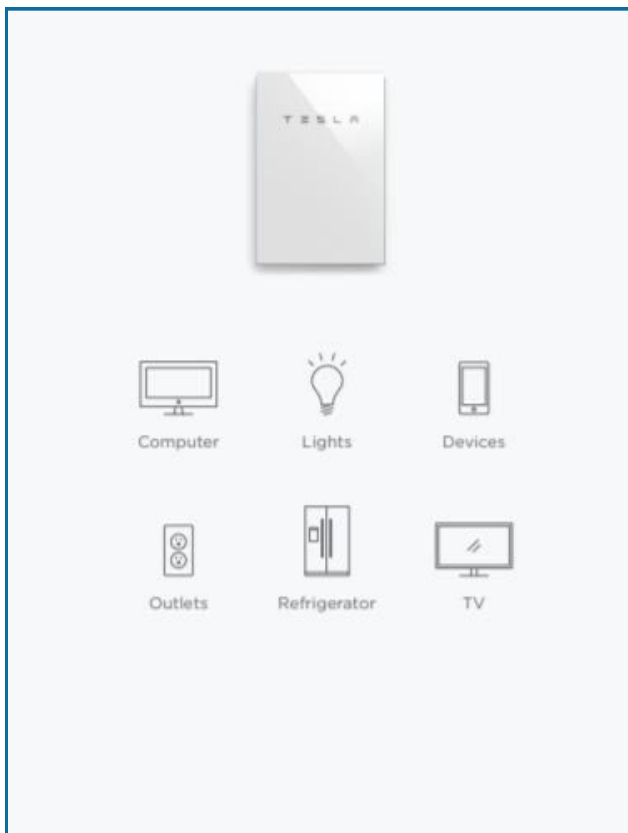 TESLA
Computer
Lights
Devices
Outlets
Refrigerator
TV